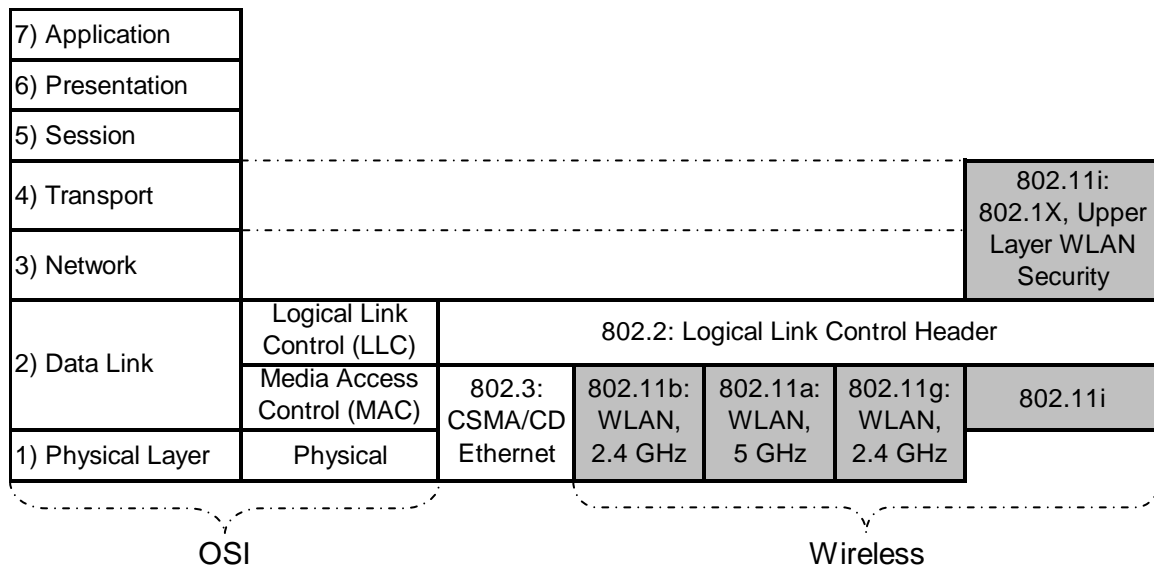 7) Application
6) Presentation
5) Session
4) Transport
802.11i:
802.1X, Upper
Layer WLAN
Security
3) Network
2) Data Link
Logical Link
Control (LLC)
802.2: Logical Link Control Header
Media Access
Control (MAC)
802.3:
CSMA/CD
Ethernet
802.11b:
WLAN,
2.4 GHz
802.11a:
WLAN,
5 GHz
802.11g:
WLAN,
2.4 GHz
802.11i
1) Physical Layer
Physical
OSI
Wireless